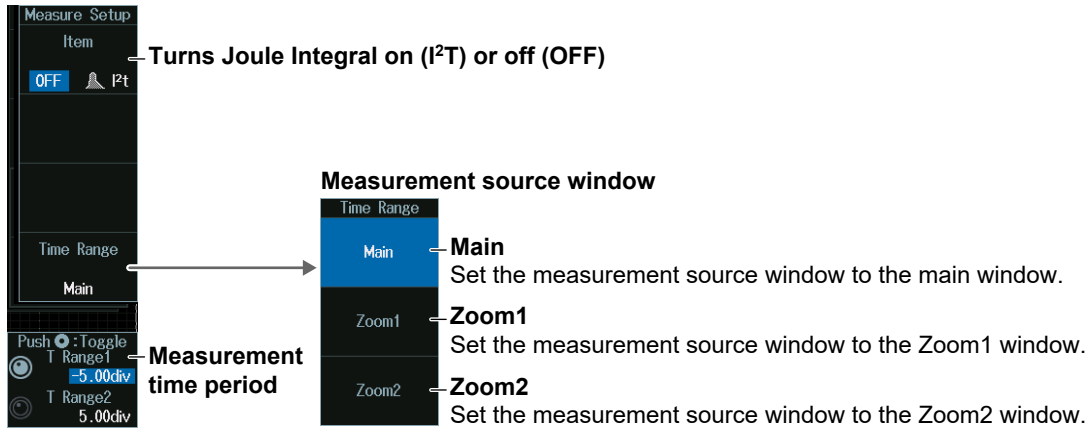 Measure Setup
Item
OFF I²t
Turns Joule Integral on (I²T) or off (OFF)
Time Range
Main
Push :Toggle
T Range1
-5.00div
T Range2
5.00div
Measurement
time period
Measurement source window
Time Range
Main
Main
Set the measurement source window to the main window.
Zoom1
Zoom1
Set the measurement source window to the Zoom1 window.
Zoom2
Zoom2
Set the measurement source window to the Zoom2 window.